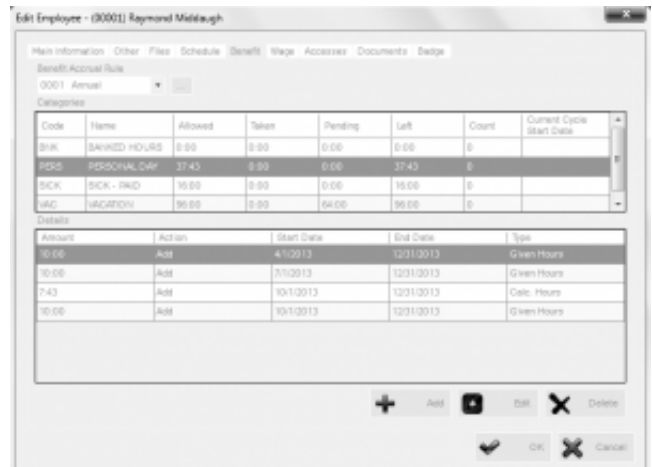 Edit Employee - (00001) Raymond Middaugh
Main Information Other Files Schedule Benefit Wage Accesses Documents Badge
Benefit Accrual Rule
0001 Annual
Categories
Code Name Allowed Taken Pending Left Count Current Cycle Start Date
BNK BANKED HOURS 0:00 0:00 0:00 0:00 0
PERS PERSONAL DAY 37:43 0:00 0:00 37:43 0
SICK SICK - PAID 16:00 0:00 0:00 16:00 0
VAC VACATION 96:00 0:00 64:00 96:00 0
Details
Amount Action Start Date End Date Type
10:00 Add 4/1/2013 12/31/2013 Given Hours
10:00 Add 7/1/2013 12/31/2013 Given Hours
7:43 Add 10/1/2013 12/31/2013 Calc. Hours
10:00 Add 10/1/2013 12/31/2013 Given Hours
Add Edit Delete
OK Cancel